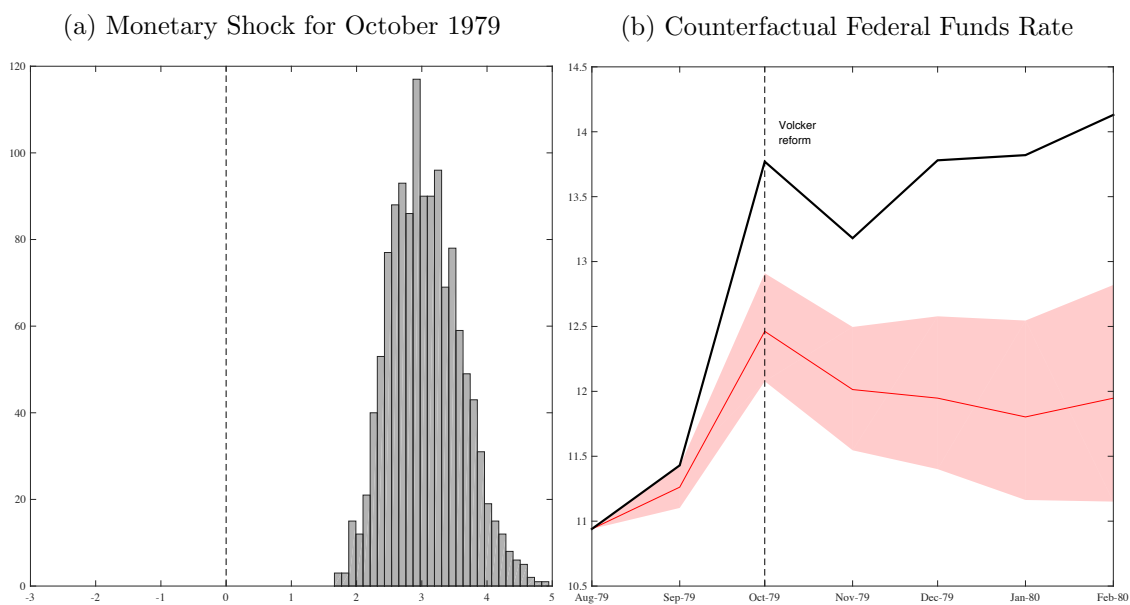 (a) Monetary Shock for October 1979
120
100
80
60
40
20
0
-3 -2 -1 0 1 2 3 4 5
(b) Counterfactual Federal Funds Rate
14.5
14
13.5
13
12.5
12
11.5
11
10.5
Volcker
reform
Aug-79 Sep-79 Oct-79 Nov-79 Dec-79 Jan-80 Feb-80